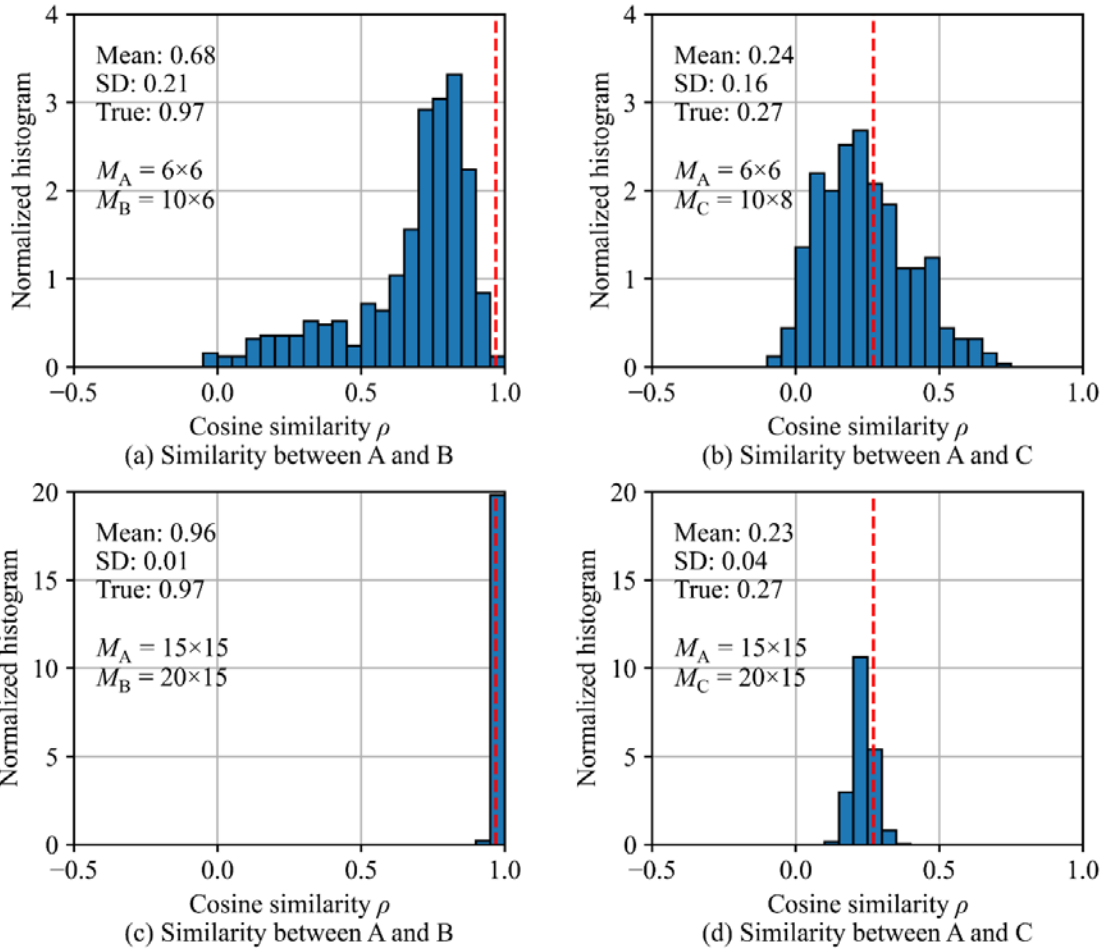 4
3
2
1
0
Normalized histogram
Mean: 0.68
SD: 0.21
True: 0.97
M_A = 6×6
M_B = 10×6
−0.5 0.0 0.5 1.0
Cosine similarity ρ
(a) Similarity between A and B
4
3
2
1
0
Normalized histogram
Mean: 0.24
SD: 0.16
True: 0.27
M_A = 6×6
M_C = 10×8
−0.5 0.0 0.5 1.0
Cosine similarity ρ
(b) Similarity between A and C
20
15
10
5
0
Normalized histogram
Mean: 0.96
SD: 0.01
True: 0.97
M_A = 15×15
M_B = 20×15
−0.5 0.0 0.5 1.0
Cosine similarity ρ
(c) Similarity between A and B
20
15
10
5
0
Normalized histogram
Mean: 0.23
SD: 0.04
True: 0.27
M_A = 15×15
M_C = 20×15
−0.5 0.0 0.5 1.0
Cosine similarity ρ
(d) Similarity between A and C